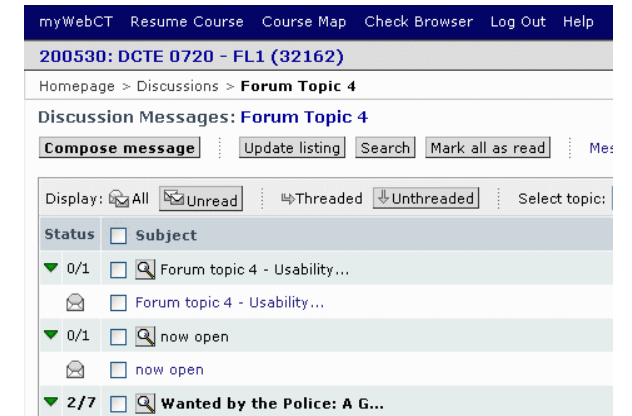 myWebCT Resume Course Course Map Check Browser Log Out Help
200530: DCTE 0720 - FL1 (32162)
Homepage > Discussions > Forum Topic 4
Discussion Messages: Forum Topic 4
Compose message Update listing Search Mark all as read Mes
Display: All Unread Threaded Unthreaded Select topic:
Status Subject
0/1 Forum topic 4 - Usability...
Forum topic 4 - Usability...
0/1 now open
now open
2/7 Wanted by the Police: A G...